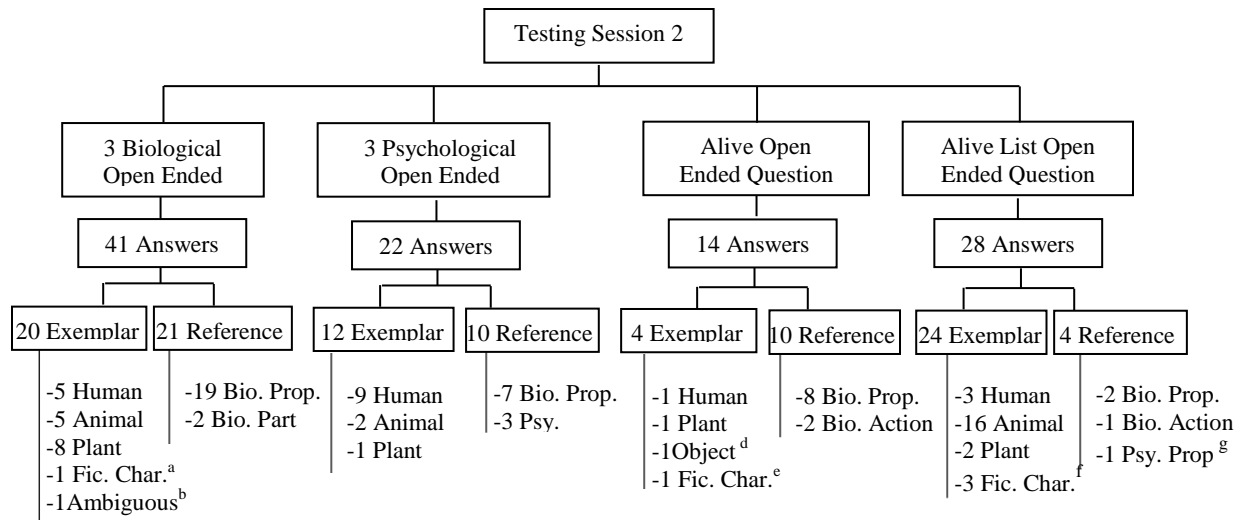 Testing Session 2
3 Biological
Open Ended
3 Psychological
Open Ended
Alive Open
Ended Question
Alive List Open
Ended Question
41 Answers
22 Answers
14 Answers
28 Answers
20 Exemplar
21 Reference
12 Exemplar
10 Reference
4 Exemplar
10 Reference
24 Exemplar
4 Reference
-5 Human
-5 Animal
-8 Plant
-1 Fic. Char.a
-1Ambiguousb
-19 Bio. Prop.
-2 Bio. Part
-9 Human
-2 Animal
-1 Plant
-7 Bio. Prop.
-3 Psy.
-1 Human
-1 Plant
-1Object d
-1 Fic. Char.e
-8 Bio. Prop.
-2 Bio. Action
-3 Human
-16 Animal
-2 Plant
-3 Fic. Char.f
-2 Bio. Prop.
-1 Bio. Action
-1 Psy. Prop g